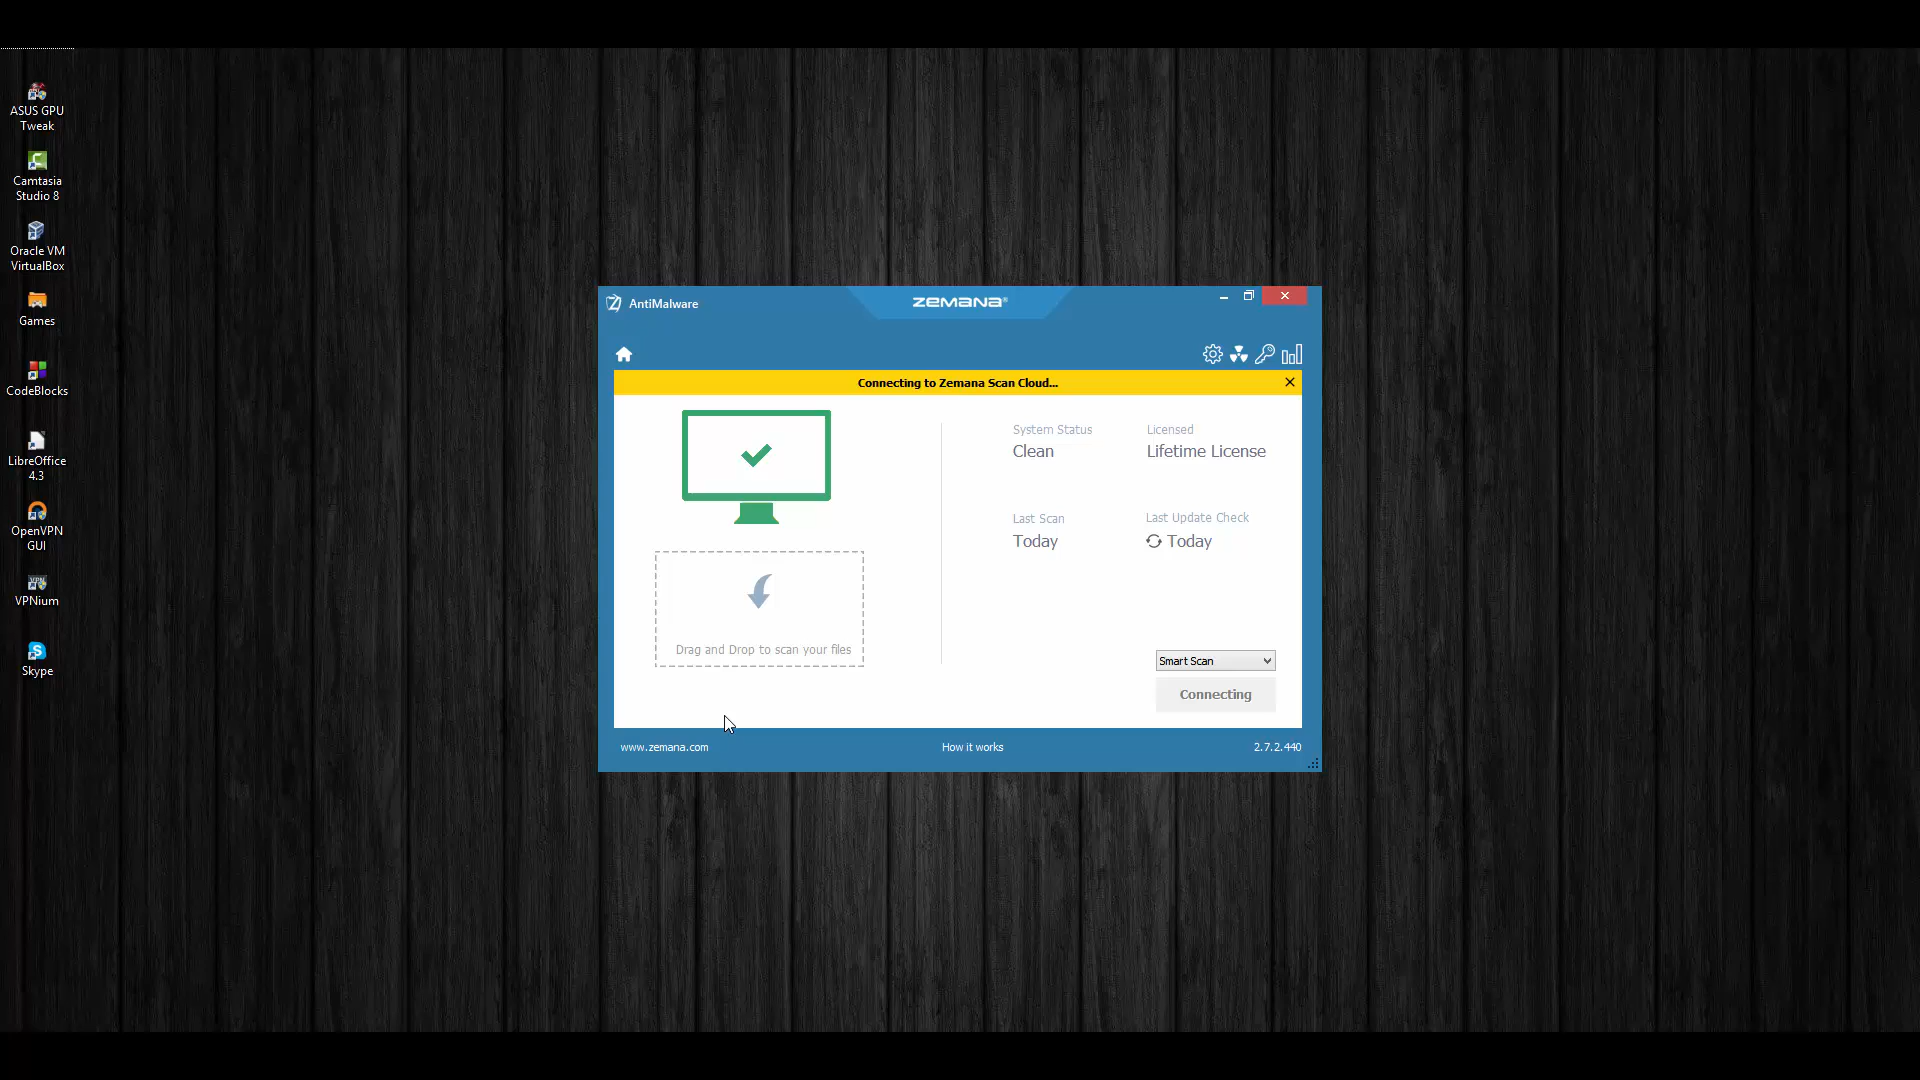 ASUS GPU
Tweak
Camtasia
Studio 8
Oracle VM
VirtualBox
Games
CodeBlocks
LibreOffice
4.3
OpenVPN
GUI
VPNium
Skype
AntiMalware
ZEMANA®
Connecting to Zemana Scan Cloud...
System Status
Clean
Licensed
Lifetime License
Last Scan
Today
Last Update Check
Today
Drag and Drop to scan your files
Smart Scan
Connecting
www.zemana.com
How it works
2.7.2.440